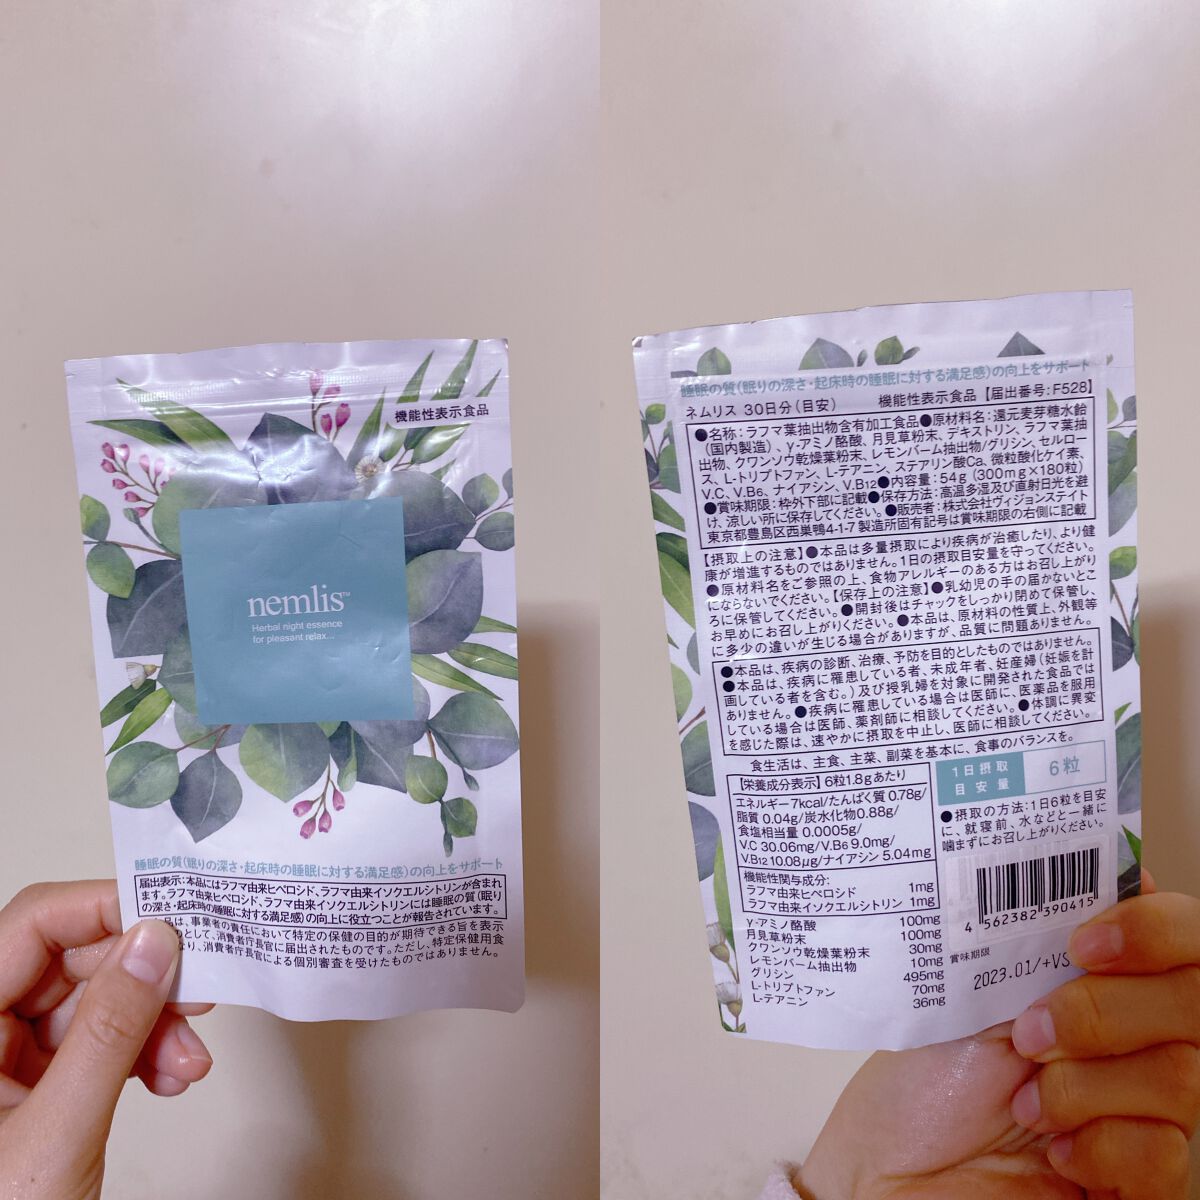 機能性表示食品
nemlis™
Herbal night essence
for pleasant relax...
睡眠の質(眠りの深さ・起床時の睡眠に対する満足感)の向上をサポート
届出表示:本品にはラフマ由来ヒペロシド、ラフマ由来イソクエルシトリンが含まれ
ます。ラフマ由来ヒペロシド、ラフマ由来イソクエルシトリンには睡眠の質(眠り
の深さ・起床時の睡眠に対する満足感)の向上に役立つことが報告されています。
品は、事業者の責任において特定の保健の目的が期待できる旨を表示
として、消費者庁長官に届出されたものです。ただし、特定保健用食
なり、消費者庁長官による個別審査を受けたものではありません。
睡眠の質(眠りの深さ・起床時の睡眠に対する満足感)の向上をサポート
ネムリス 30日分(目安) 機能性表示食品【届出番号:F528】
●名称:ラフマ葉抽出物含有加工食品●原材料名:還元麦芽糖水飴
(国内製造)、γ-アミノ酪酸、月見草粉末、デキストリン、ラフマ葉抽
出物、クワンソウ乾燥葉粉末、レモンバーム抽出物/グリシン、セルロー
ス、L-トリプトファン、L-テアニン、ステアリン酸Ca、微粒酸化ケイ素、
V.C、V.B6、ナイアシン、V.B12●内容量:54g(300mg×180粒)
●賞味期限:枠外下部に記載●保存方法:高温多湿及び直射日光を避
け、涼しい所に保存してください。●販売者:株式会社ヴィジョンステイト
東京都豊島区西巣鴨4-1-7 製造所固有記号は賞味期限の右側に記載
【摂取上の注意】●本品は多量摂取により疾病が治癒したり、より健
康が増進するものではありません。1日の摂取目安量を守ってください。
●原材料名をご参照の上、食物アレルギーのある方はお召し上がり
にならないでください。【保存上の注意】●乳幼児の手の届かないとこ
ろに保管してください。●開封後はチャックをしっかり閉めて保管し、
お早めにお召し上がりください。●本品は、原材料の性質上、外観等
に多少の違いが生じる場合がありますが、品質に問題ありません。
●本品は、疾病の診断、治療、予防を目的としたものではありません。
●本品は、疾病に罹患している者、未成年者、妊産婦(妊娠を計
画している者を含む。)及び授乳婦を対象に開発された食品では
ありません。●疾病に罹患している場合は医師に、医薬品を服用
している場合は医師、薬剤師に相談してください。●体調に異変
を感じた際は、速やかに摂取を中止し、医師に相談してください。
食生活は、主食、主菜、副菜を基本に、食事のバランスを。
【栄養成分表示】6粒1.8gあたり
エネルギー7kcal/たんぱく質 0.78g/
脂質 0.04g/炭水化物0.88g/
食塩相当量 0.0005g/
V.C 30.06mg/V.B6 9.0mg/
V.B12 10.08μg/ナイアシン 5.04mg
機能性関与成分:
ラフマ由来ヒペロシド 1mg
ラフマ由来イソクエルシトリン 1mg
γ-アミノ酪酸 100mg
月見草粉末 100mg
クワンソウ乾燥葉粉末 30mg
レモンバーム抽出物 10mg
グリシン 495mg
L-トリプトファン 70mg
L-テアニン 36mg
1日摂取
目安量
6粒
●摂取の方法:1日6粒を目安
に、就寝前、水などと一緒に
噛まずにお召し上がりください。
4 562382 390415
賞味期限
2023.01/+VS